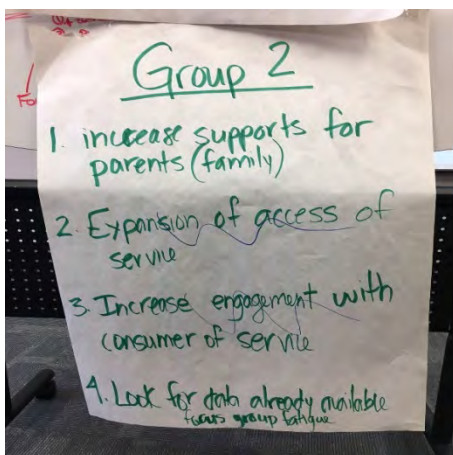 Group 2
1. increase supports for
parents (family)
2. Expansion of access of
service
3. Increase engagement with
consumer of service
4. Look for data already available
focus group fatigue